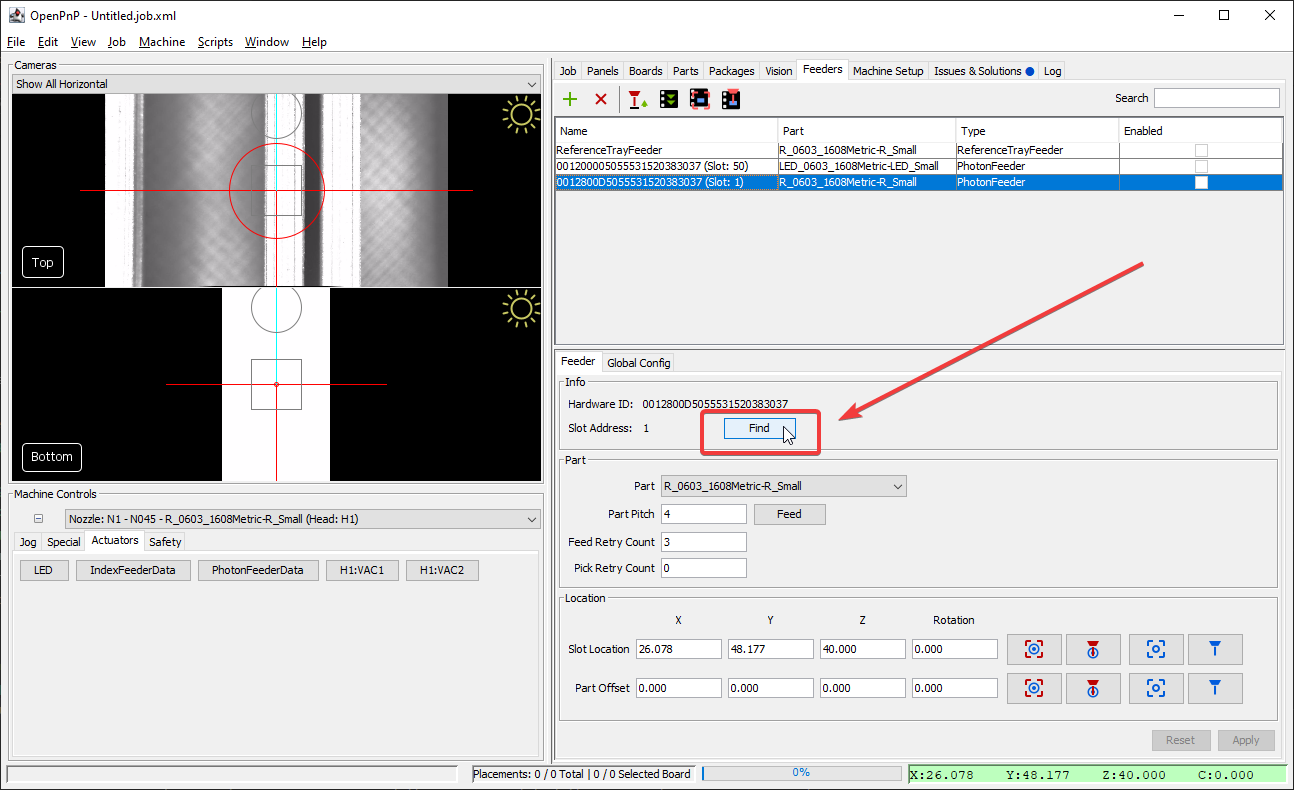 OpenPnP - Untitled.job.xml
File Edit View Job Machine Scripts Window Help
Cameras
Show All Horizontal
Top
Bottom
Machine Controls
Nozzle: N1 - N045 - R_0603_1608Metric-R_Small (Head: H1)
Jog Special Actuators Safety
LED IndexFeederData PhotonFeederData H1:VAC1 H1:VAC2
Job Panels Boards Parts Packages Vision Feeders Machine Setup Issues & Solutions Log
Search
Name Part Type Enabled
ReferenceTrayFeeder R_0603_1608Metric-R_Small ReferenceTrayFeeder
001200005055531520383037 (Slot: 50) LED_0603_1608Metric-LED_Small PhotonFeeder
0012800D5055531520383037 (Slot: 1) R_0603_1608Metric-R_Small PhotonFeeder
Feeder Global Config
Info
Hardware ID: 0012800D5055531520383037
Slot Address: 1 Find
Part
Part R_0603_1608Metric-R_Small
Part Pitch 4 Feed
Feed Retry Count 3
Pick Retry Count 0
Location
X Y Z Rotation
Slot Location 26.078 48.177 40.000 0.000
Part Offset 0.000 0.000 0.000 0.000
Reset Apply
Placements: 0 / 0 Total | 0 / 0 Selected Board 0% X:26.078 Y:48.177 Z:40.000 C:0.000